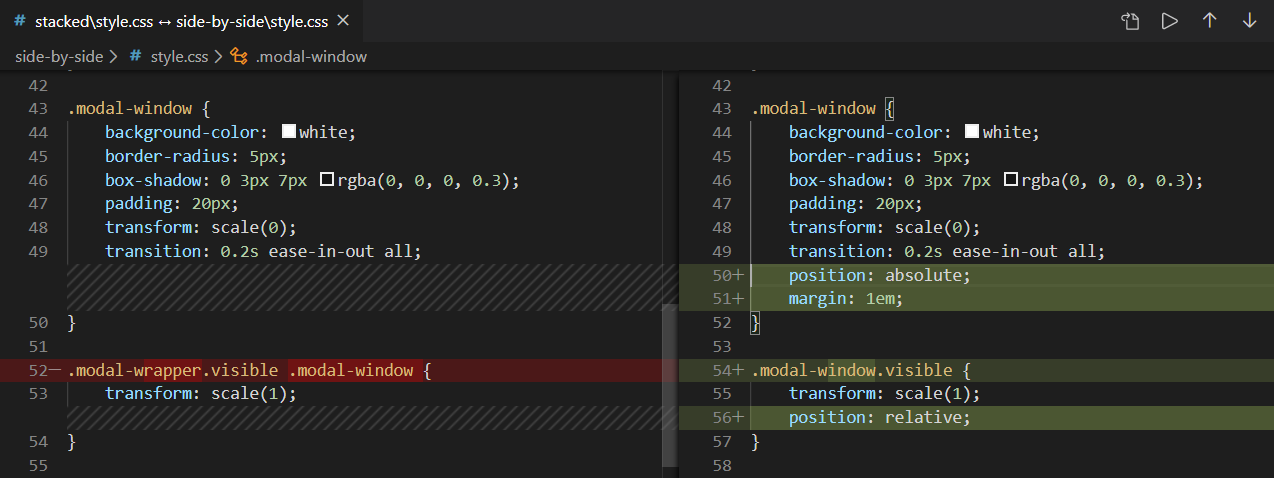 # stacked\style.css ↔ side-by-side\style.css ×
side-by-side > # style.css > .modal-window
42
43 .modal-window {
44 background-color: white;
45 border-radius: 5px;
46 box-shadow: 0 3px 7px rgba(0, 0, 0, 0.3);
47 padding: 20px;
48 transform: scale(0);
49 transition: 0.2s ease-in-out all;
50 }
51
52− .modal-wrapper.visible .modal-window {
53 transform: scale(1);
54 }
55
42
43 .modal-window {
44 background-color: white;
45 border-radius: 5px;
46 box-shadow: 0 3px 7px rgba(0, 0, 0, 0.3);
47 padding: 20px;
48 transform: scale(0);
49 transition: 0.2s ease-in-out all;
50+ position: absolute;
51+ margin: 1em;
52 }
53
54+ .modal-window.visible {
55 transform: scale(1);
56+ position: relative;
57 }
58